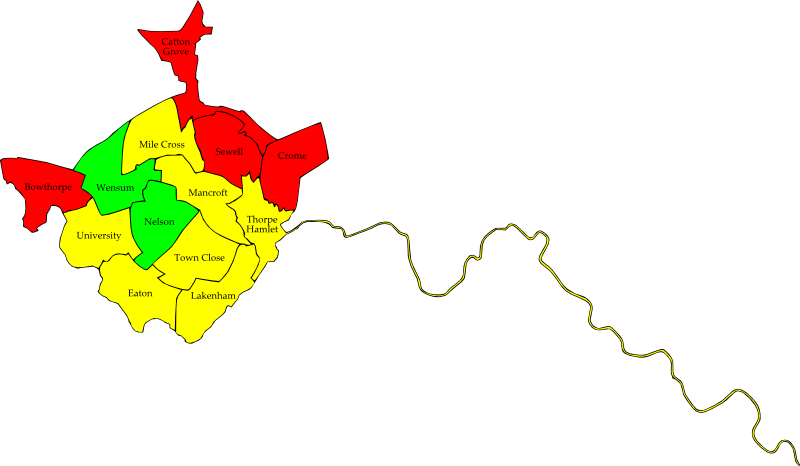 Catton
Grove
Mile Cross
Sewell
Crome
Bowthorpe
Wensum
Mancroft
Nelson
Thorpe
Hamlet
University
Town Close
Eaton
Lakenham